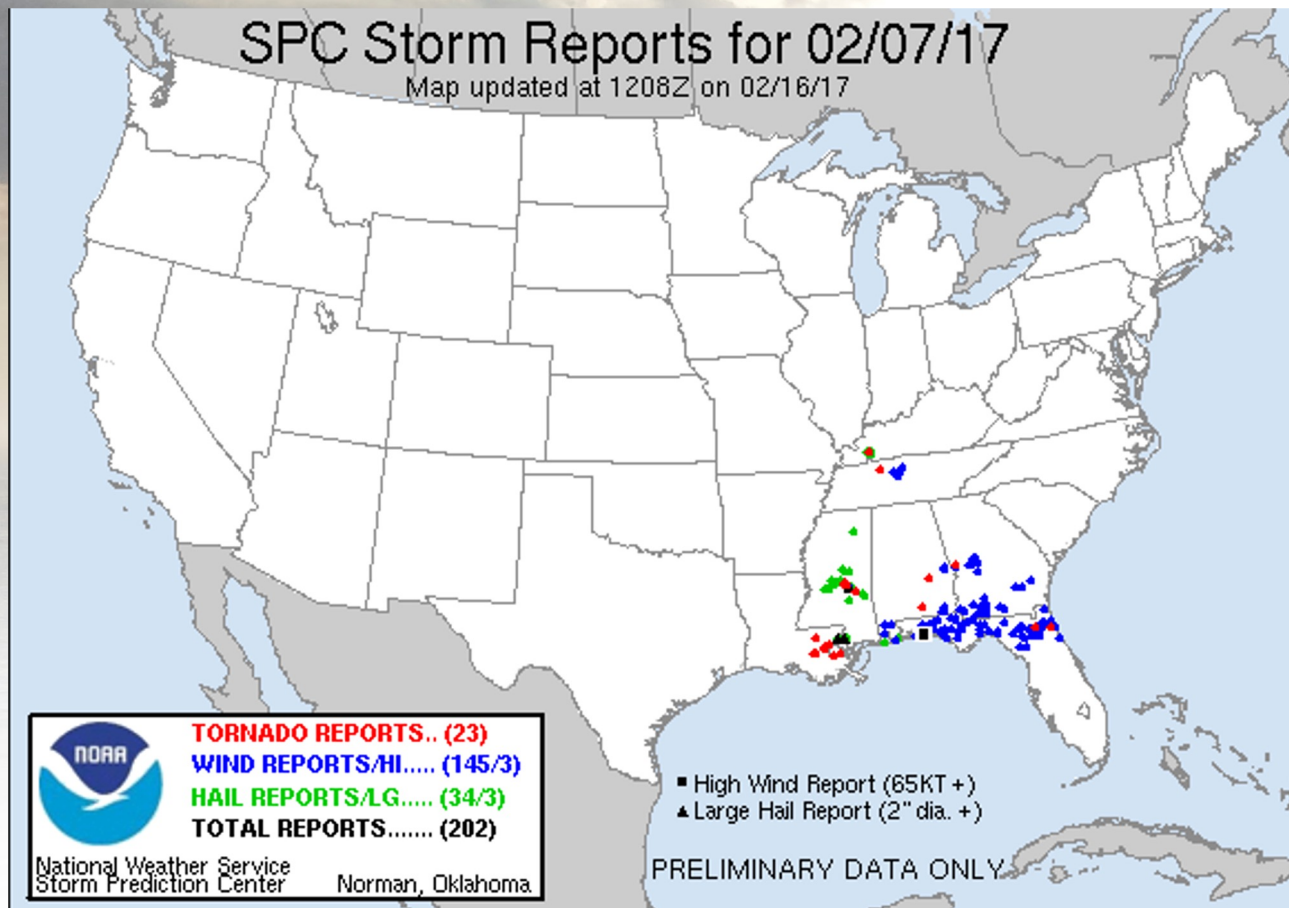 SPC Storm Reports for 02/07/17
Map updated at 1208Z on 02/16/17
NOAA
TORNADO REPORTS.. (23)
WIND REPORTS/HI..... (145/3)
HAIL REPORTS/LG..... (34/3)
TOTAL REPORTS....... (202)
National Weather Service
Storm Prediction Center Norman, Oklahoma
High Wind Report (65KT +)
Large Hail Report (2" dia. +)
PRELIMINARY DATA ONLY